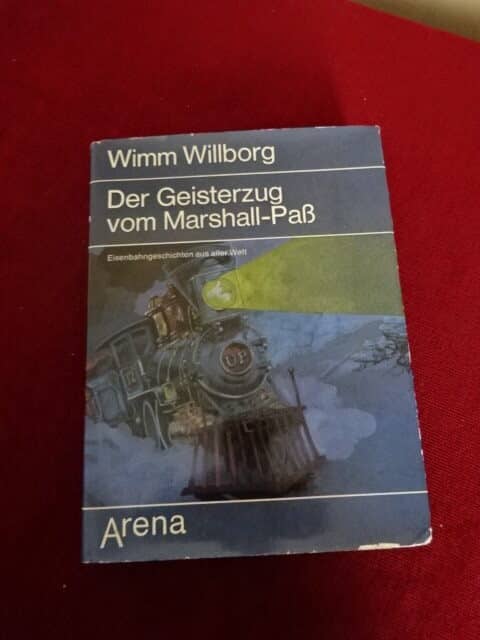 Wimm Willborg
Der Geisterzug
vom Marshall-Paß
Eisenbahngeschichten aus aller Welt
UP
Arena